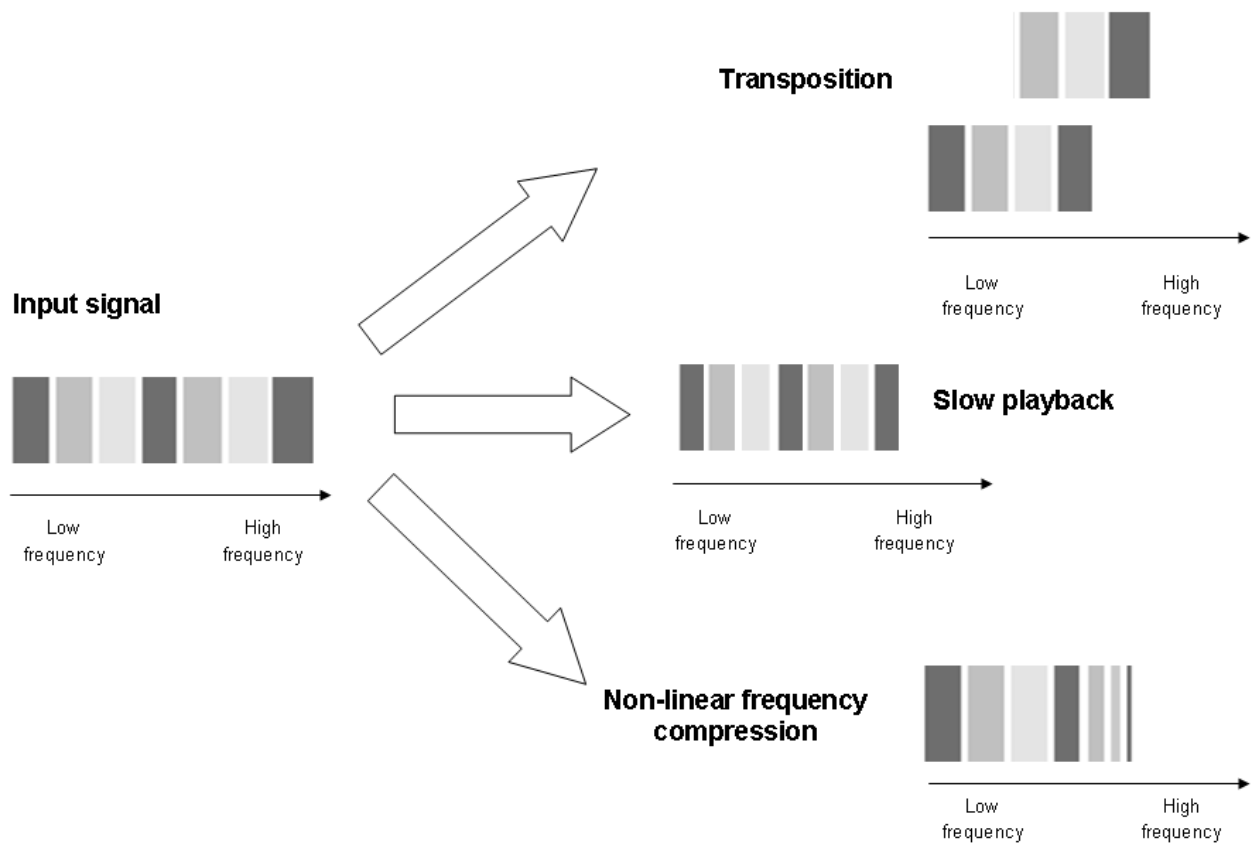 Transposition
Low
frequency
High
frequency
Input signal
Low
frequency
High
frequency
Slow playback
Low
frequency
High
frequency
Non-linear frequency
compression
Low
frequency
High
frequency